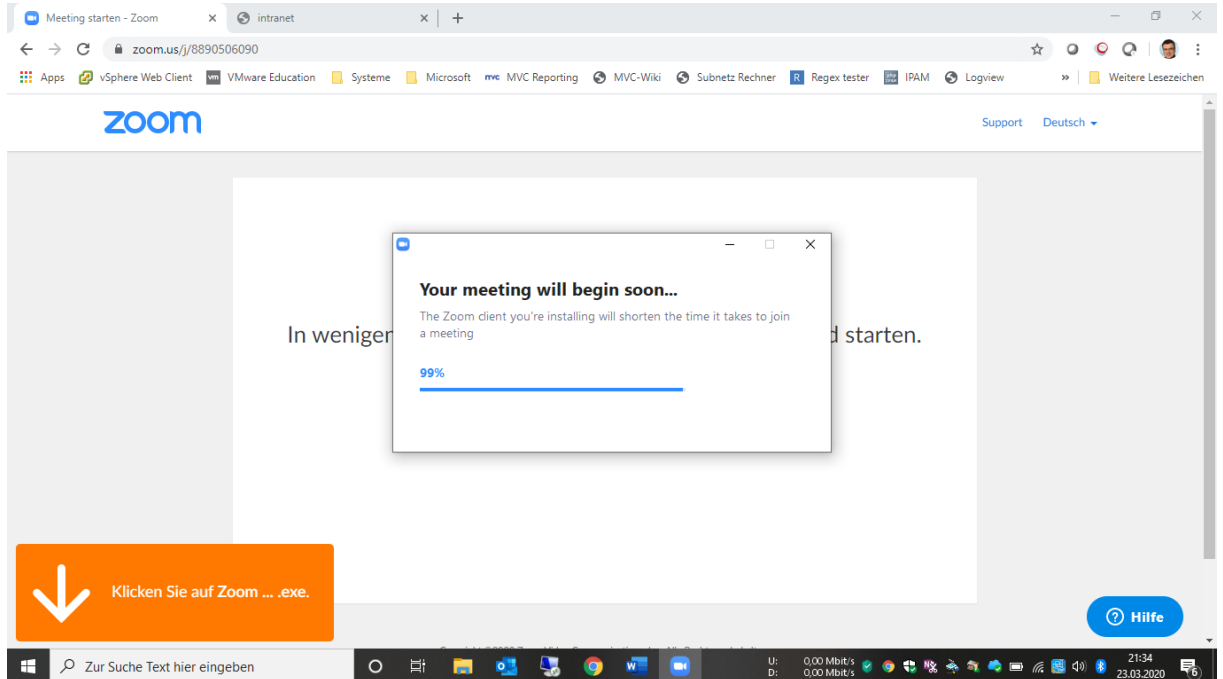 Meeting starten - Zoom
intranet
zoom.us/j/8890506090
Apps vSphere Web Client vm VMware Education Systeme Microsoft mvc MVC Reporting MVC-Wiki Subnetz Rechner R Regex tester IPAM Logview » Weitere Lesezeichen
zoom
Support Deutsch
Your meeting will begin soon...
The Zoom client you're installing will shorten the time it takes to join
a meeting
In weniger
d starten.
99%
Klicken Sie auf Zoom ... .exe.
Hilfe
Zur Suche Text hier eingeben
U: 0,00 Mbit/s
D: 0,00 Mbit/s
21:34
23.03.2020
6